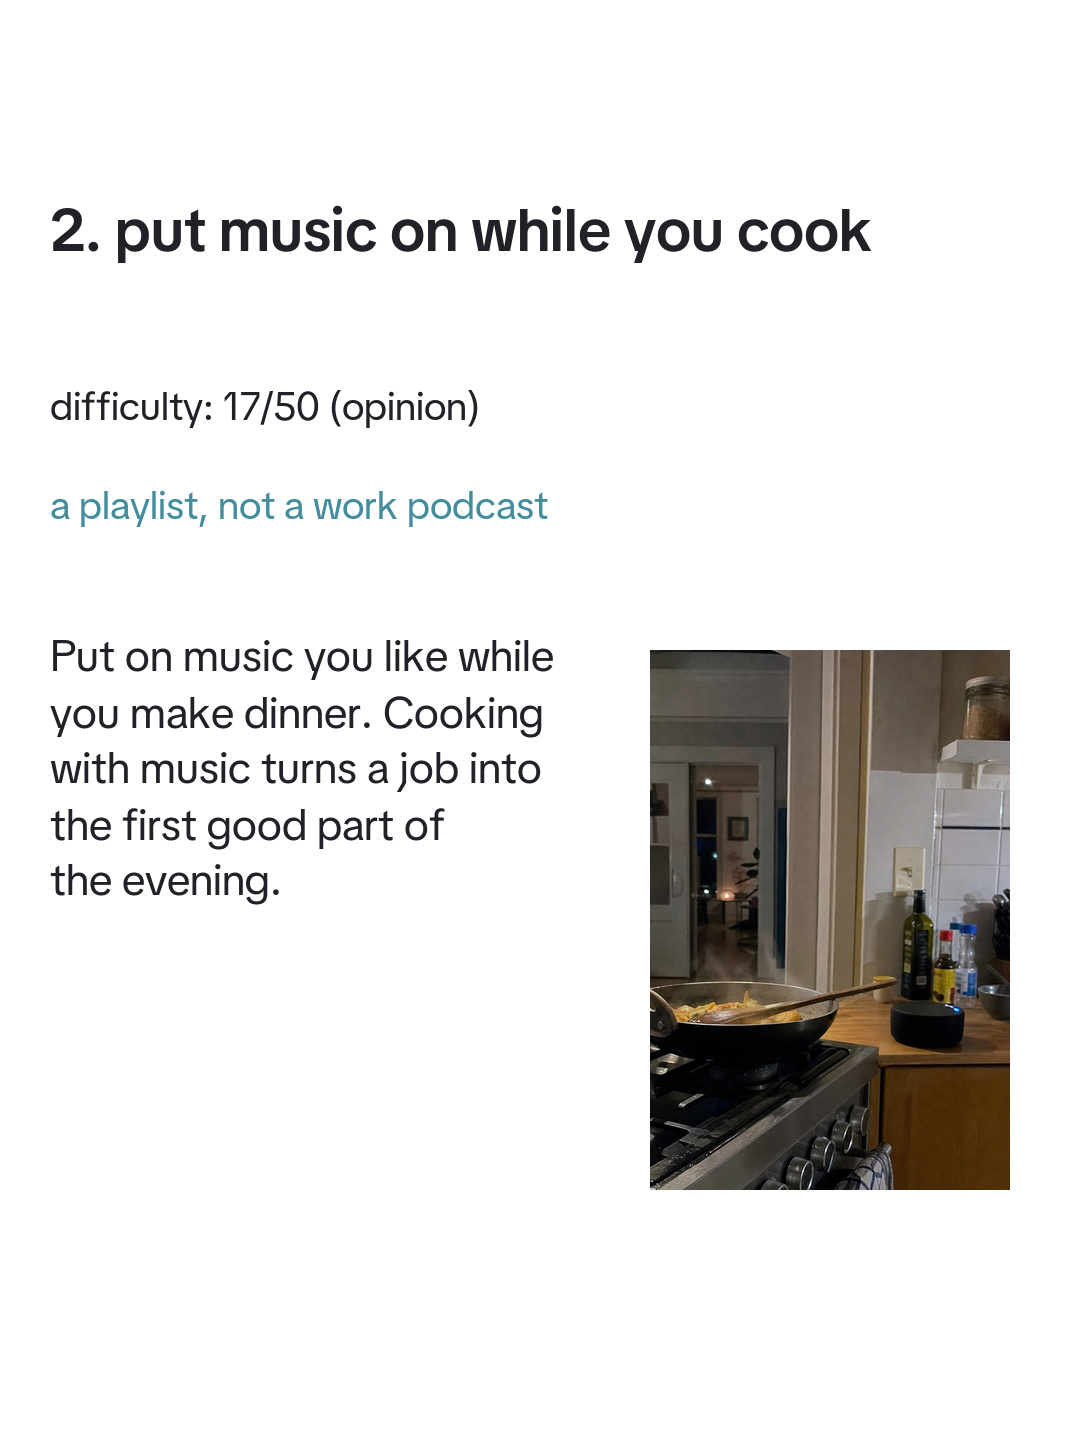 2. put music on while you cook
difficulty: 17/50 (opinion)
a playlist, not a work podcast
Put on music you like while
you make dinner. Cooking
with music turns a job into
the first good part of
the evening.